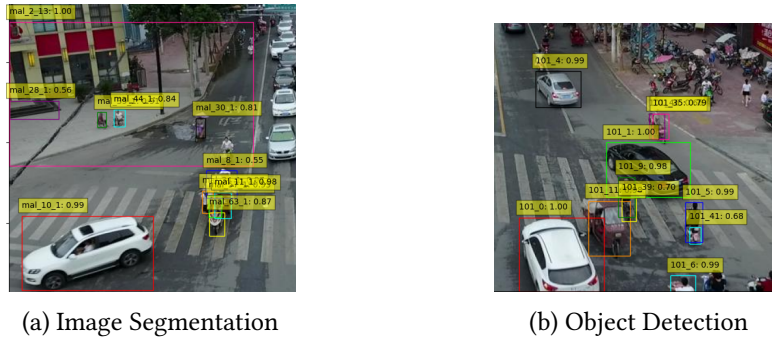 mal_2_13: 1.00
mal_28_1: 0.56
mal_44_1: 0.84
mal_30_1: 0.81
mal_8_1: 0.55
mal_11_1: 0.98
mal_63_1: 0.87
mal_10_1: 0.99
101_4: 0.99
101_35: 0.79
101_1: 1.00
101_9: 0.98
101_11
101_39: 0.70
101_5: 0.99
101_0: 1.00
101_41: 0.68
101_6: 0.99
(a) Image Segmentation
(b) Object Detection